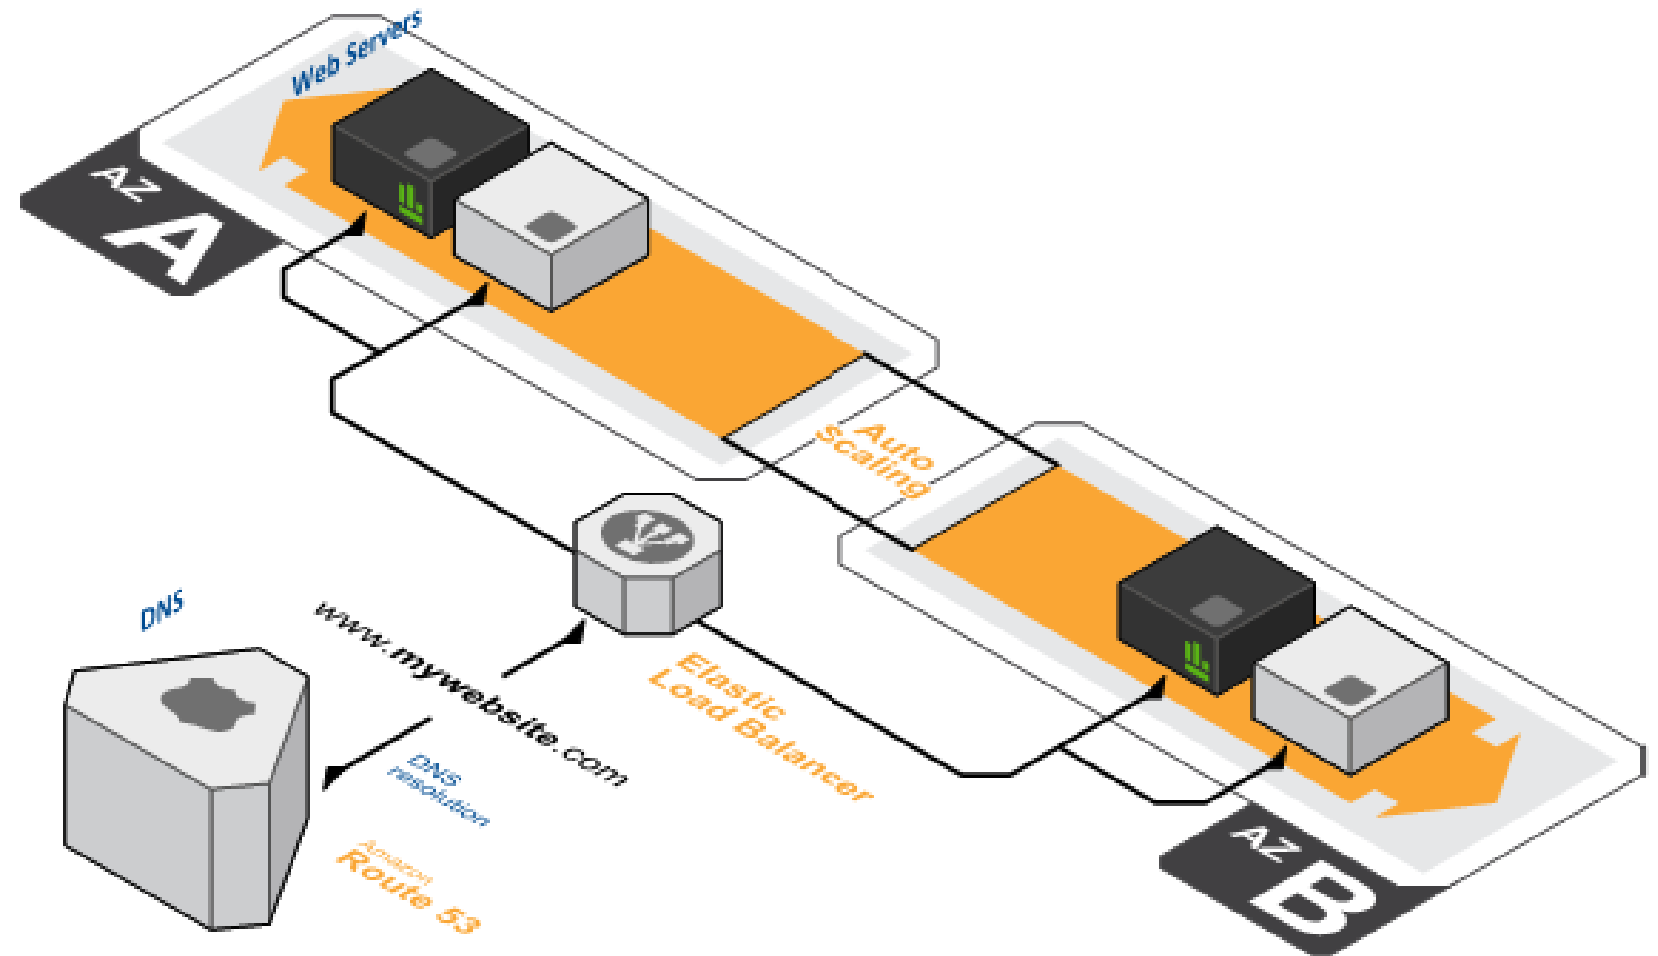 Web Servers
AZ
A
Auto
scaling
DNS
www.mywebsite.com
Elastic
Load Balancer
DNS
resolution
Amazon
Route 53
AZ
B